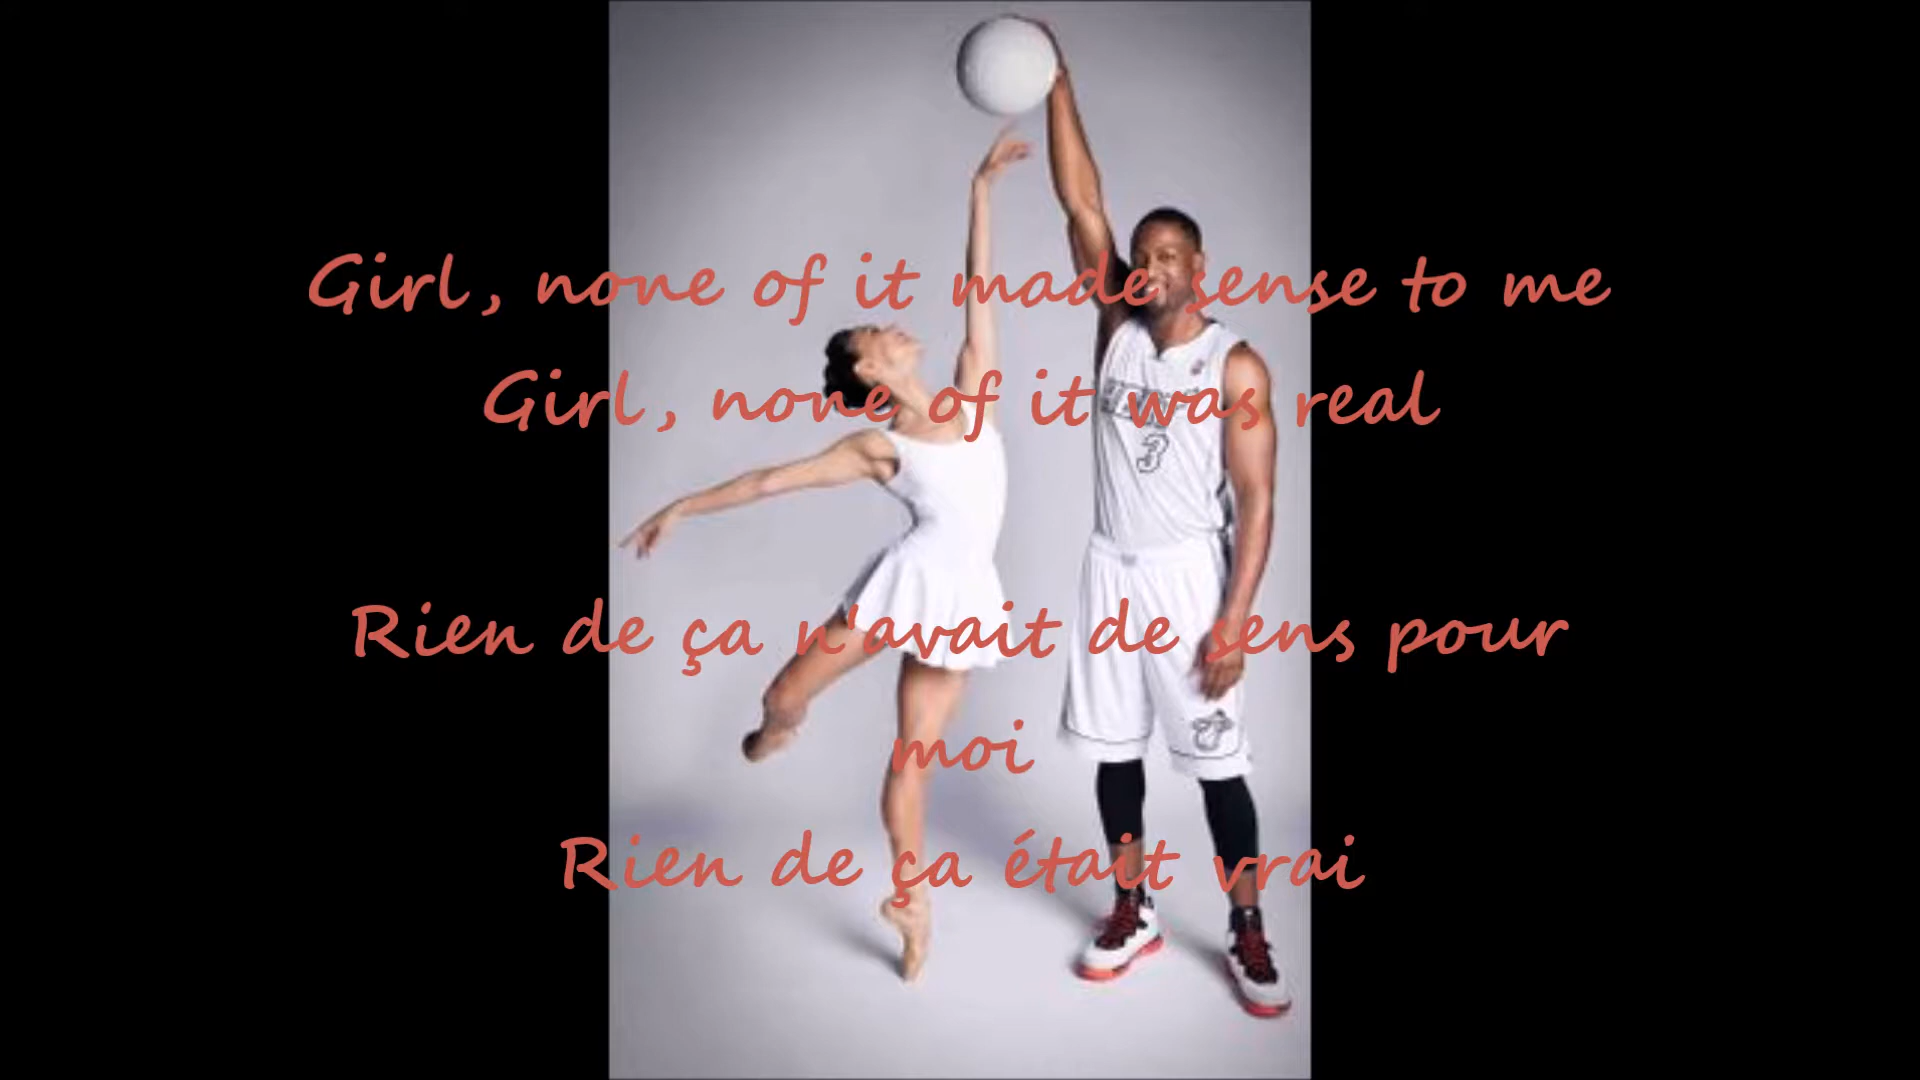 Girl, none of it made sense to me
Girl, none of it was real
3
Rien de ça n'avait de sens pour
moi
Rien de ça était vrai